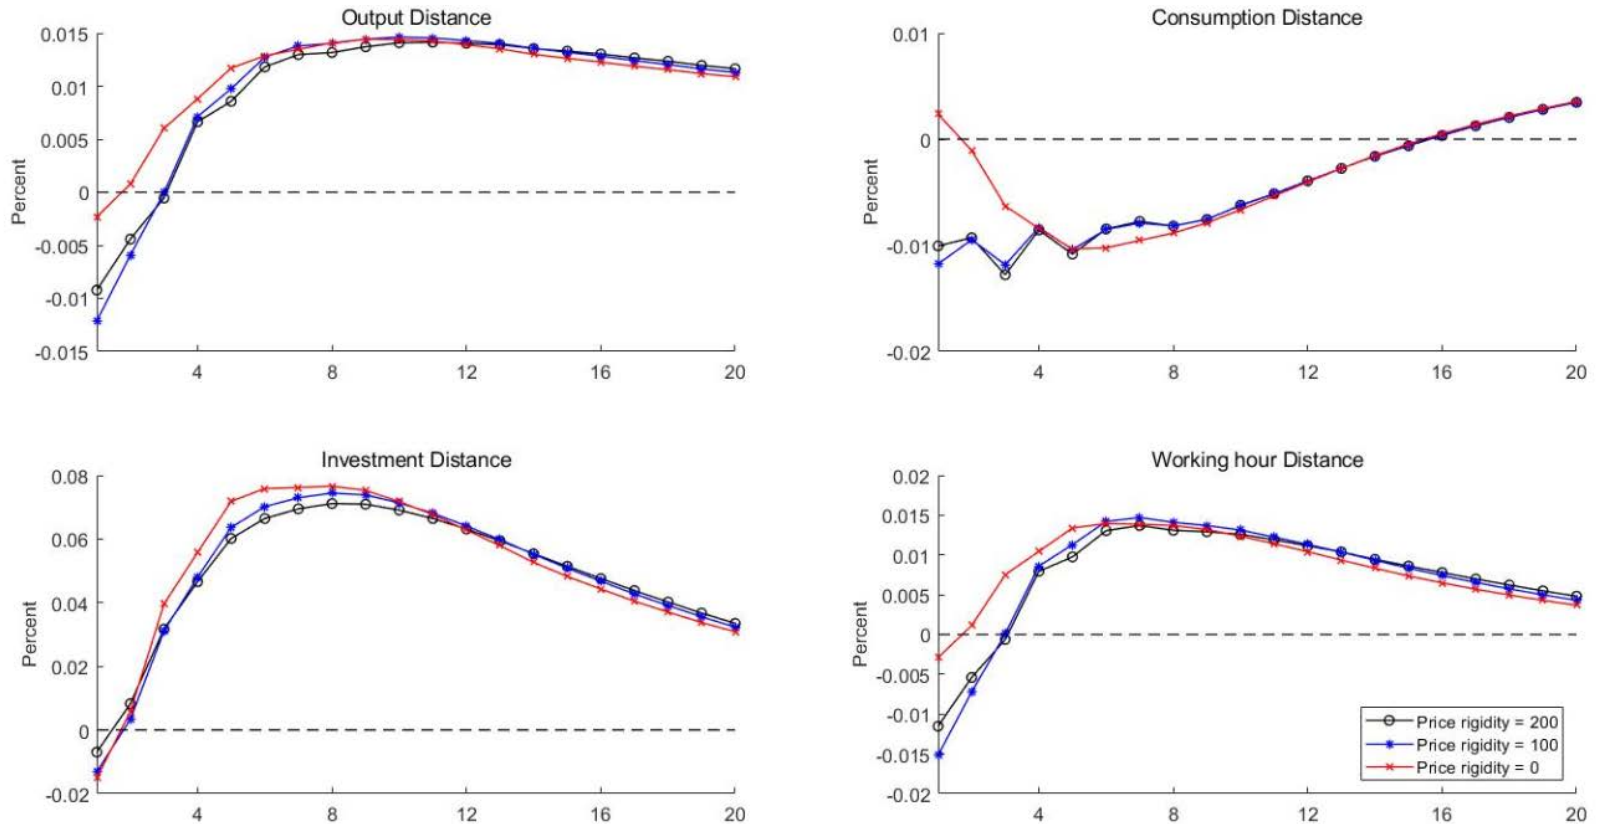 Output Distance
0.015
0.01
0.005
0
-0.005
-0.01
-0.015
Percent
4 8 12 16 20
Consumption Distance
0.01
0
-0.01
-0.02
Percent
4 8 12 16 20
Investment Distance
0.08
0.06
0.04
0.02
0
-0.02
Percent
4 8 12 16 20
Working hour Distance
0.02
0.015
0.01
0.005
0
-0.005
-0.01
-0.015
-0.02
Percent
4 8 12 16 20
Price rigidity = 200
Price rigidity = 100
Price rigidity = 0